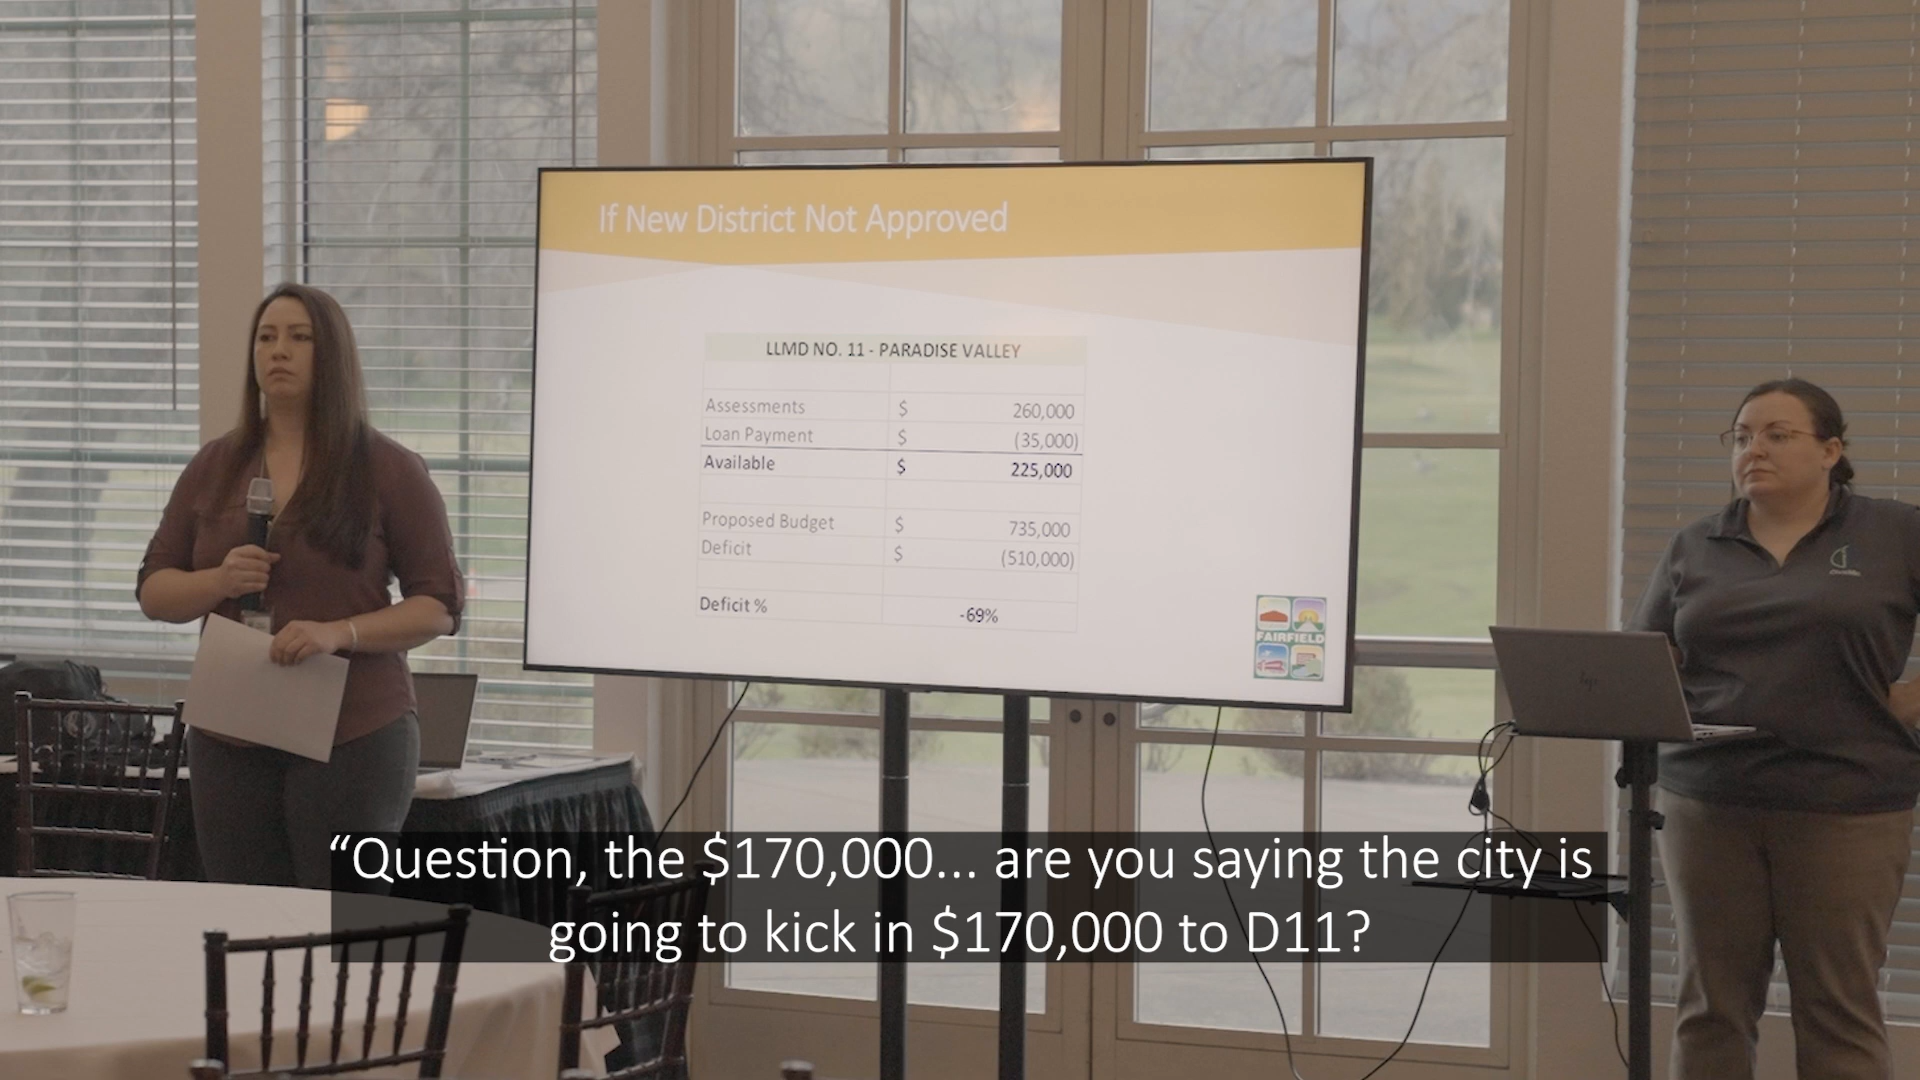 If New District Not Approved
LLMD NO. 11 - PARADISE VALLEY
Assessments $ 260,000
Loan Payment $ (35,000)
Available $ 225,000
Proposed Budget $ 735,000
Deficit $ (510,000)
Deficit % -69%
FAIRFIELD
hp
“Question, the $170,000... are you saying the city is
going to kick in $170,000 to D11?